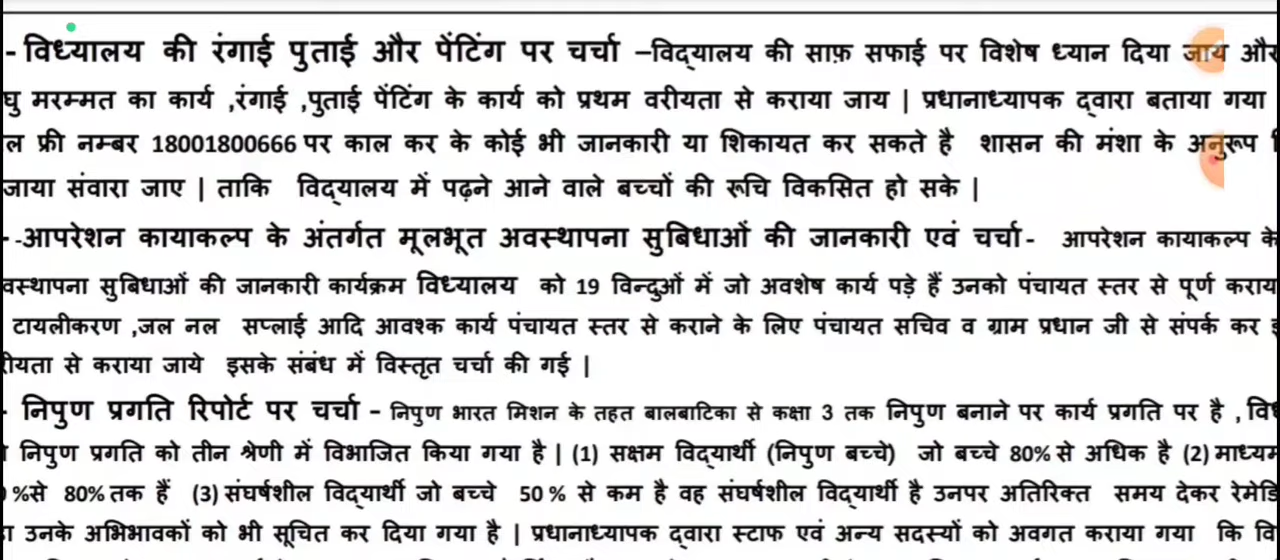 - विध्यालय की रंगाई पुताई और पेंटिंग पर चर्चा –विद्यालय की साफ़ सफाई पर विशेष ध्यान दिया जाय और
घु मरम्मत का कार्य ,रंगाई ,पुताई पेंटिंग के कार्य को प्रथम वरीयता से कराया जाय | प्रधानाध्यापक द्वारा बताया गया
ल फ्री नम्बर 18001800666 पर काल कर के कोई भी जानकारी या शिकायत कर सकते है शासन की मंशा के अनुरूप
जाया संवारा जाए | ताकि विद्यालय में पढ़ने आने वाले बच्चों की रूचि विकसित हो सके |
- -आपरेशन कायाकल्प के अंतर्गत मूलभूत अवस्थापना सुबिधाओं की जानकारी एवं चर्चा- आपरेशन कायाकल्प के
वस्थापना सुबिधाओं की जानकारी कार्यक्रम विध्यालय को 19 विन्दुओं में जो अवशेष कार्य पड़े हैं उनको पंचायत स्तर से पूर्ण कराय
टायलीकरण ,जल नल सप्लाई आदि आवश्क कार्य पंचायत स्तर से कराने के लिए पंचायत सचिव व ग्राम प्रधान जी से संपर्क कर
रीयता से कराया जाये इसके संबंध में विस्तृत चर्चा की गई |
- निपुण प्रगति रिपोर्ट पर चर्चा – निपुण भारत मिशन के तहत बालबाटिका से कक्षा 3 तक निपुण बनाने पर कार्य प्रगति पर है , वि
निपुण प्रगति को तीन श्रेणी में विभाजित किया गया है | (1) सक्षम विद्यार्थी (निपुण बच्चे) जो बच्चे 80% से अधिक है (2) माध्यम
%से 80% तक हैं (3) संघर्षशील विद्यार्थी जो बच्चे 50 % से कम है वह संघर्षशील विद्यार्थी है उनपर अतिरिक्त समय देकर रेमेडि
उनके अभिभावकों को भी सूचित कर दिया गया है | प्रधानाध्यापक द्वारा स्टाफ एवं अन्य सदस्यों को अवगत कराया गया कि वि